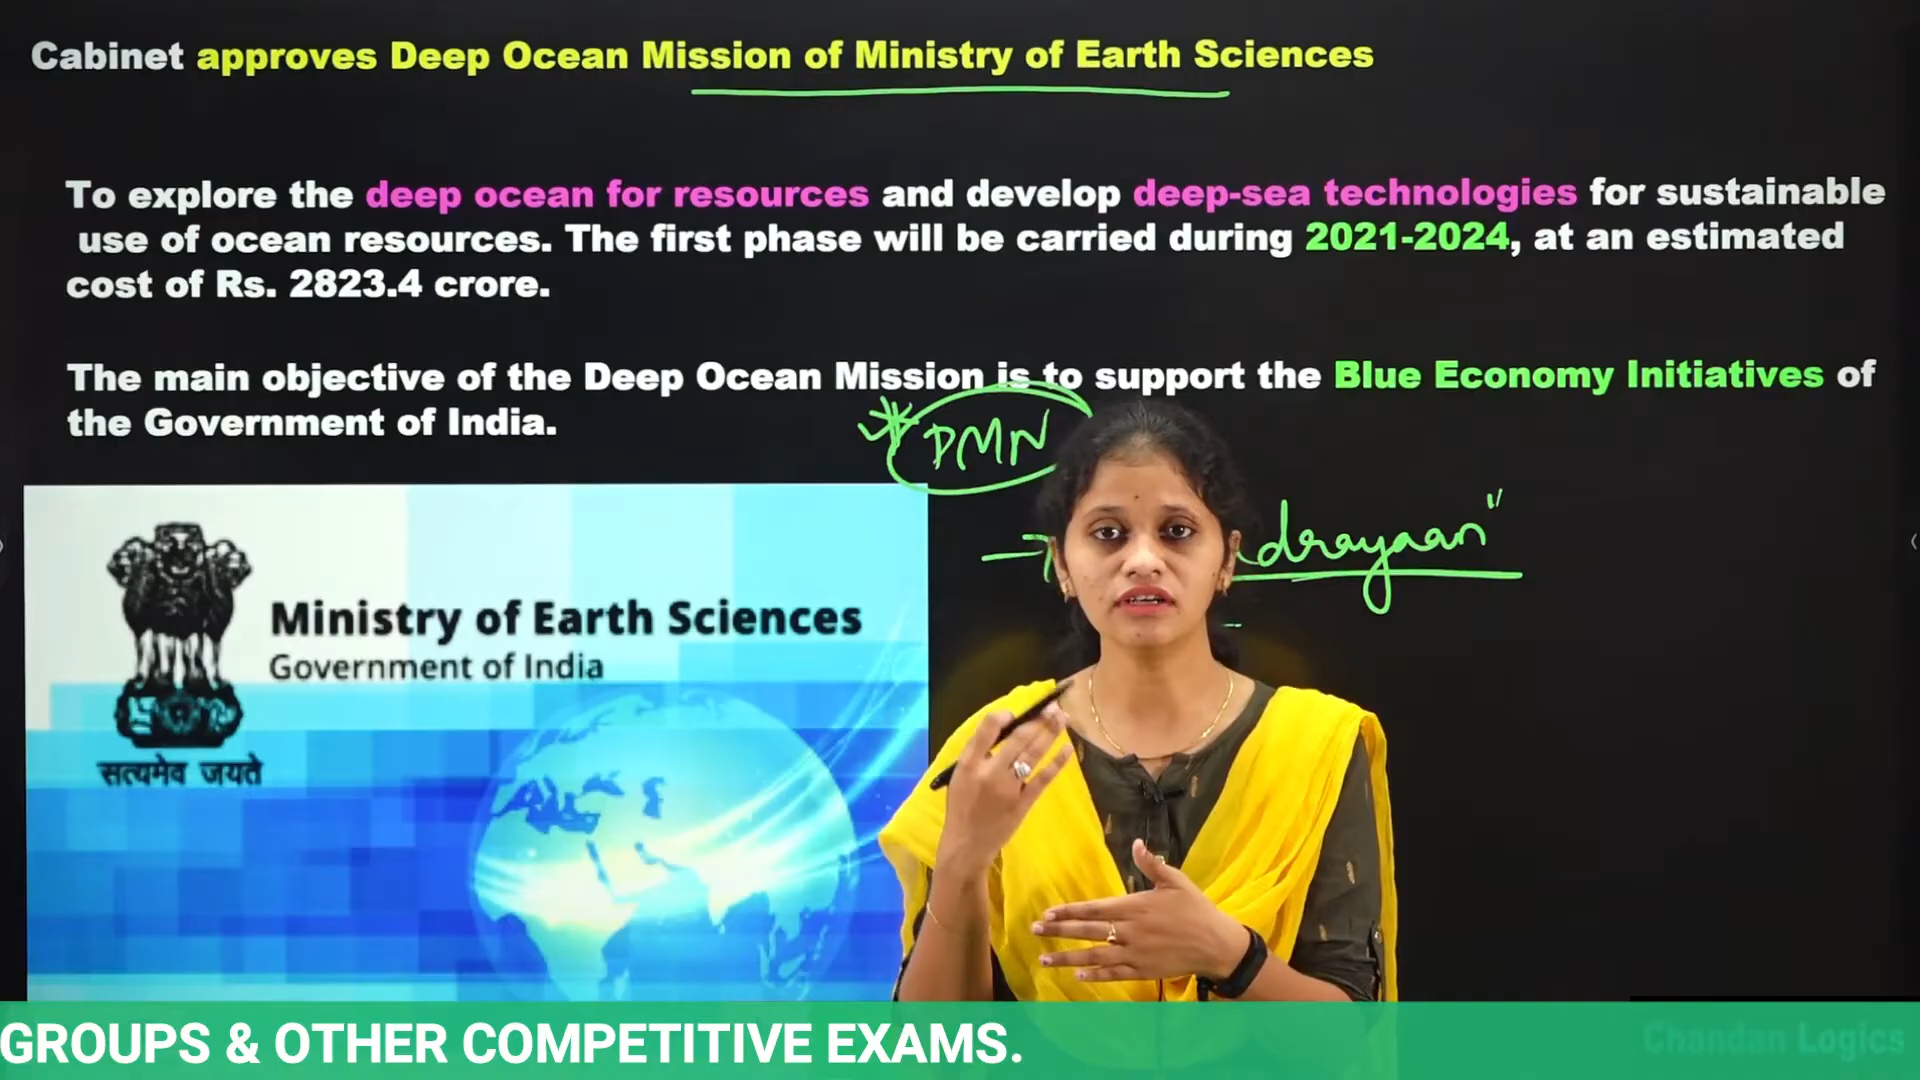 Cabinet approves Deep Ocean Mission of Ministry of Earth Sciences
To explore the deep ocean for resources and develop deep-sea technologies for sustainable
use of ocean resources. The first phase will be carried during 2021-2024, at an estimated
cost of Rs. 2823.4 crore.
The main objective of the Deep Ocean Mission is to support the Blue Economy Initiatives of
the Government of India.
PMN
drayaan"
Ministry of Earth Sciences
Government of India
सत्यमेव जयते
GROUPS & OTHER COMPETITIVE EXAMS.
Chandan Logics